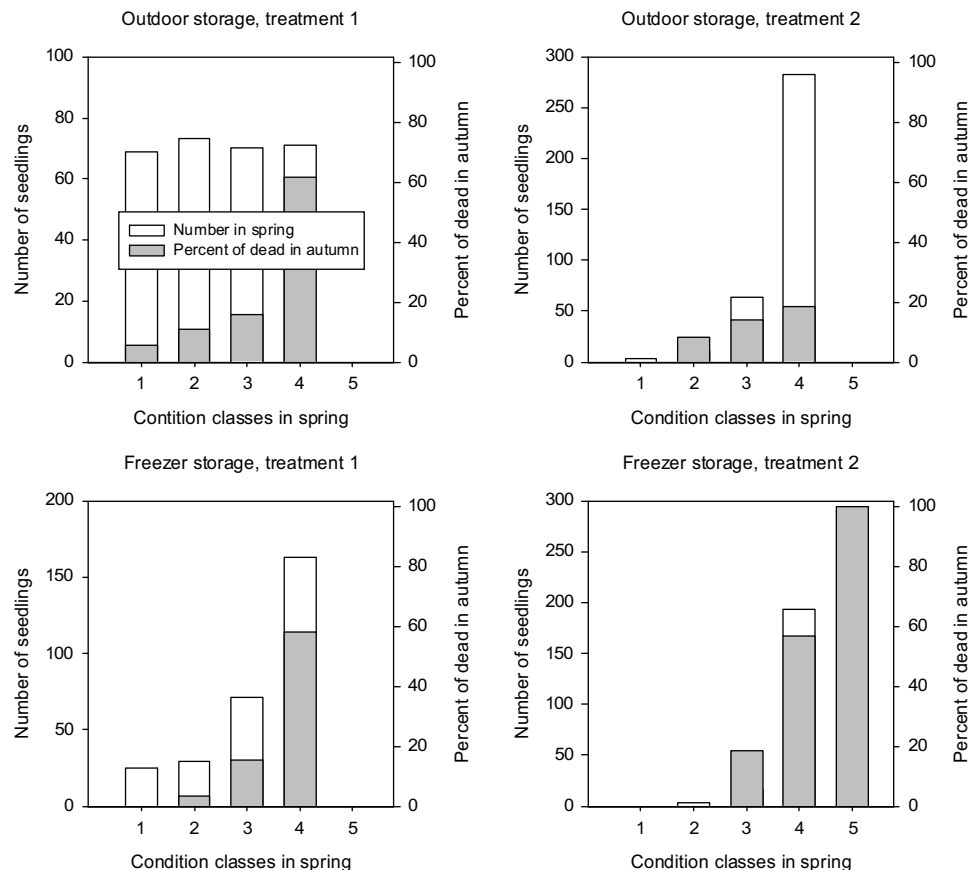 Outdoor storage, treatment 1
Number of seedlings
100
80
60
40
20
0
100
80
60
40
20
0
Percent of dead in autumn
Number in spring
Percent of dead in autumn
1 2 3 4 5
Contition classes in spring
Outdoor storage, treatment 2
Number of seedlings
300
250
200
150
100
50
0
100
80
60
40
20
0
Percent of dead in autumn
1 2 3 4 5
Condition classes in spring
Freezer storage, treatment 1
Number of seedlings
200
150
100
50
0
100
80
60
40
20
0
Percent of dead in autumn
1 2 3 4 5
Condition classes in spring
Freezer storage, treatment 2
Number of seedlings
300
250
200
150
100
50
0
100
80
60
40
20
0
Percent of dead in autumn
1 2 3 4 5
Condition classes in spring